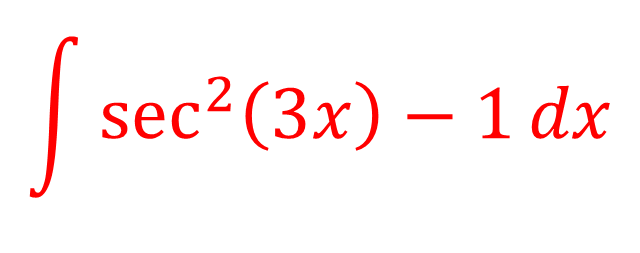 ∫ sec²(3x) − 1 dx